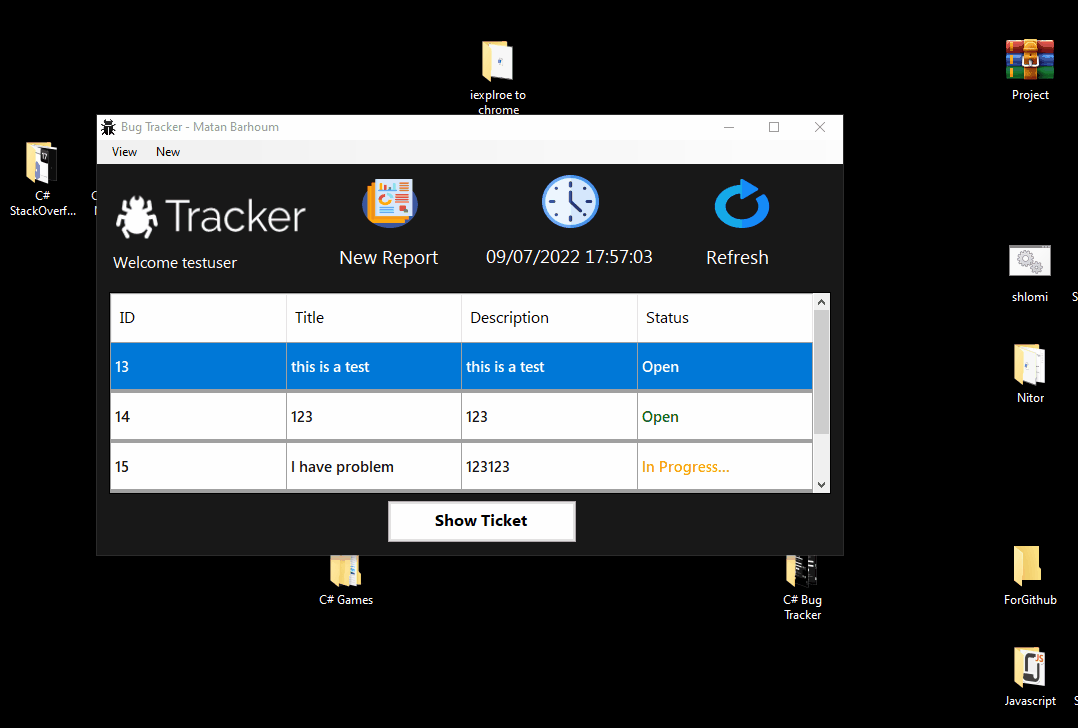 iexplroe to
chrome
Project
Bug Tracker - Matan Barhoum
View New
C#
StackOverf...
Tracker
Welcome testuser
New Report
09/07/2022 17:57:03
Refresh
shlomi
ID Title Description Status
13 this is a test this is a test Open
14 123 123 Open
15 I have problem 123123 In Progress...
Nitor
Show Ticket
C# Games
C# Bug
Tracker
ForGithub
JS
Javascript